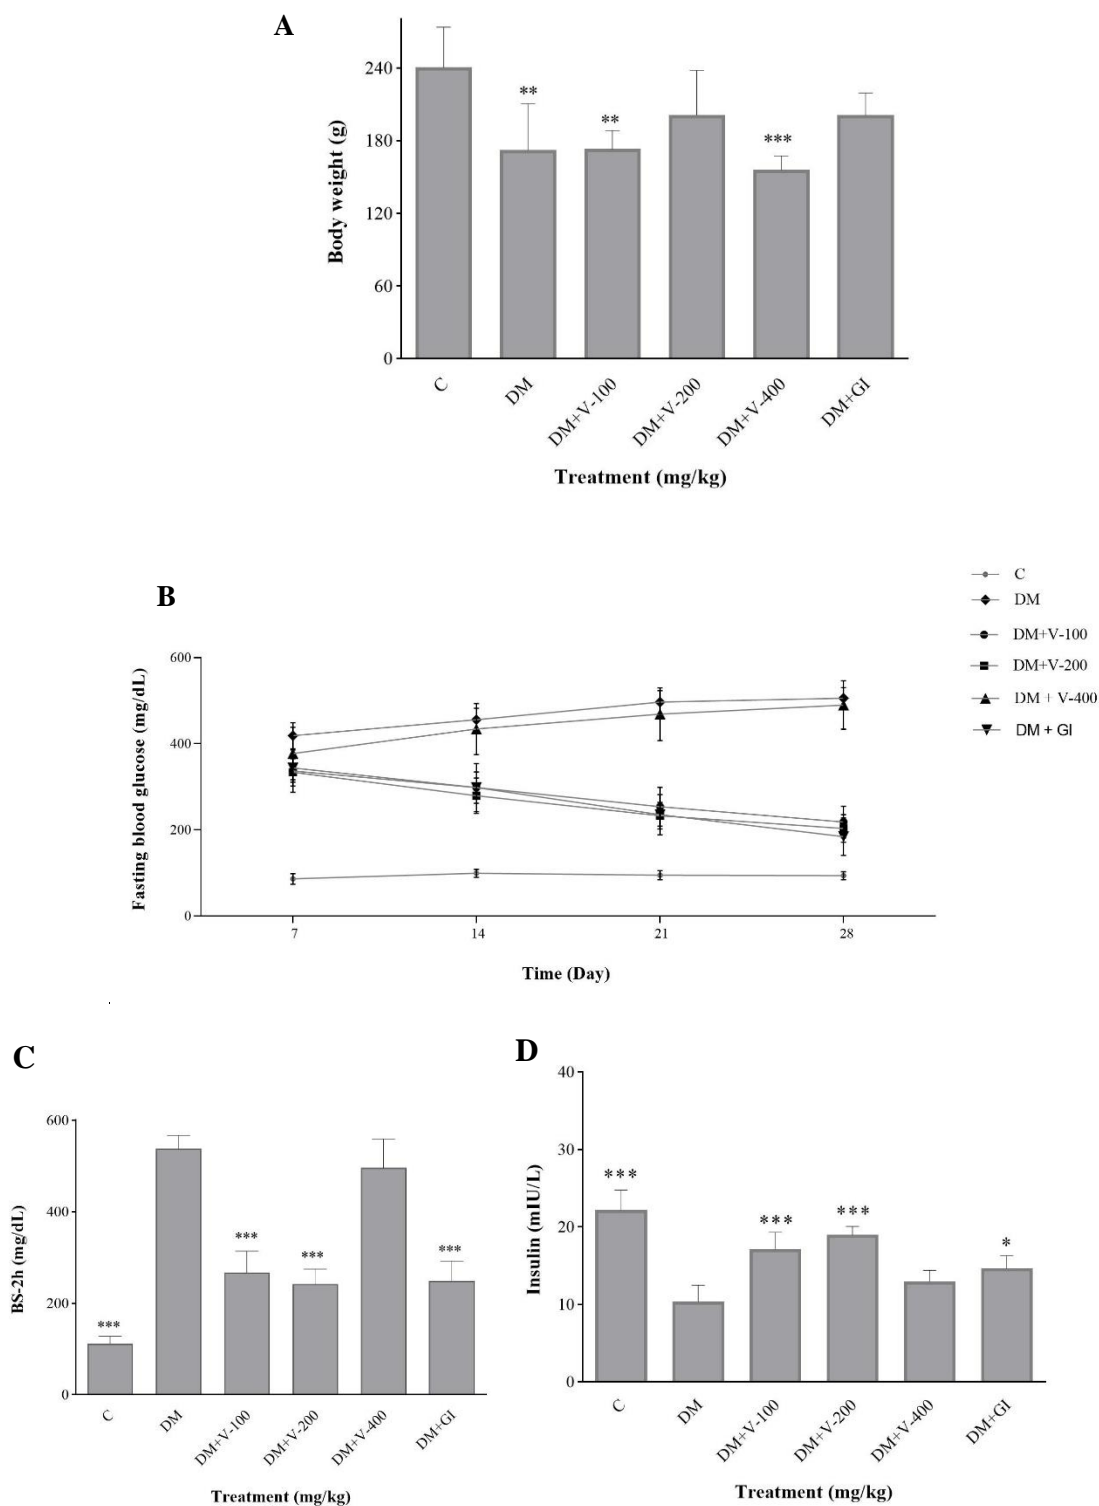 A
Body weight (g)
240
180
120
60
0
**
**
***
C
DM
DM+V-100
DM+V-200
DM+V-400
DM+GI
Treatment (mg/kg)
B
C
DM
DM+V-100
DM+V-200
DM + V-400
DM + GI
Fasting blood glucose (mg/dL)
600
400
200
0
7
14
21
28
Time (Day)
C
BS-2h (mg/dL)
600
400
200
0
***
***
***
***
C
DM
DM+V-100
DM+V-200
DM+V-400
DM+GI
Treatment (mg/kg)
D
Insulin (mIU/L)
40
30
20
10
0
***
***
***
*
C
DM
DM+V-100
DM+V-200
DM+V-400
DM+GI
Treatment (mg/kg)